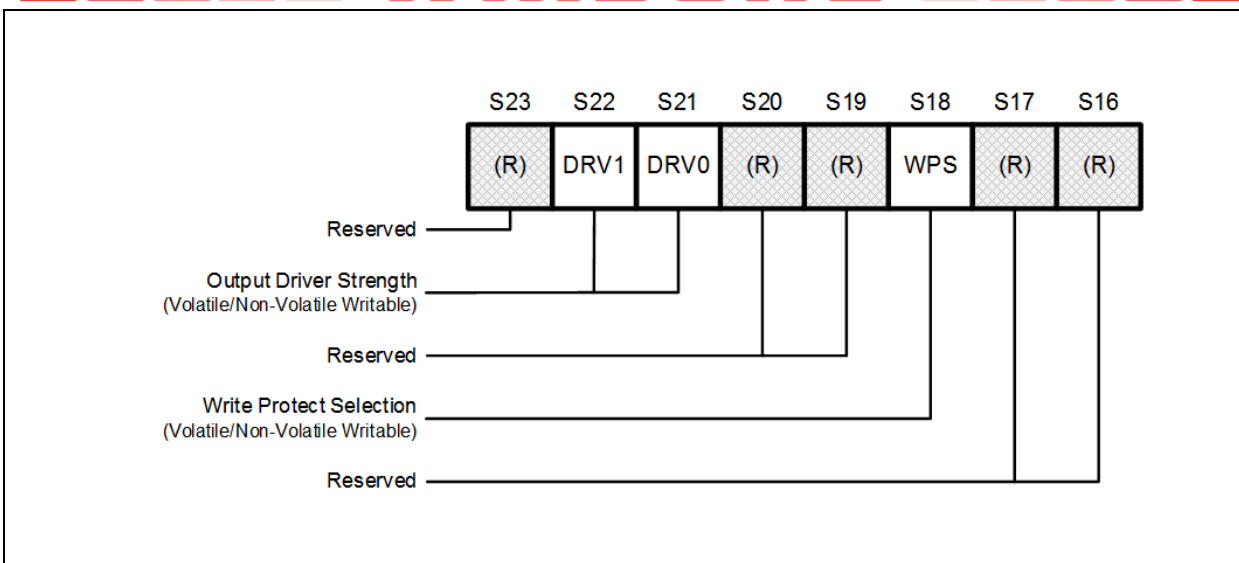 S23 S22 S21 S20 S19 S18 S17 S16
(R) DRV1 DRV0 (R) (R) WPS (R) (R)
Reserved
Output Driver Strength
(Volatile/Non-Volatile Writable)
Reserved
Write Protect Selection
(Volatile/Non-Volatile Writable)
Reserved